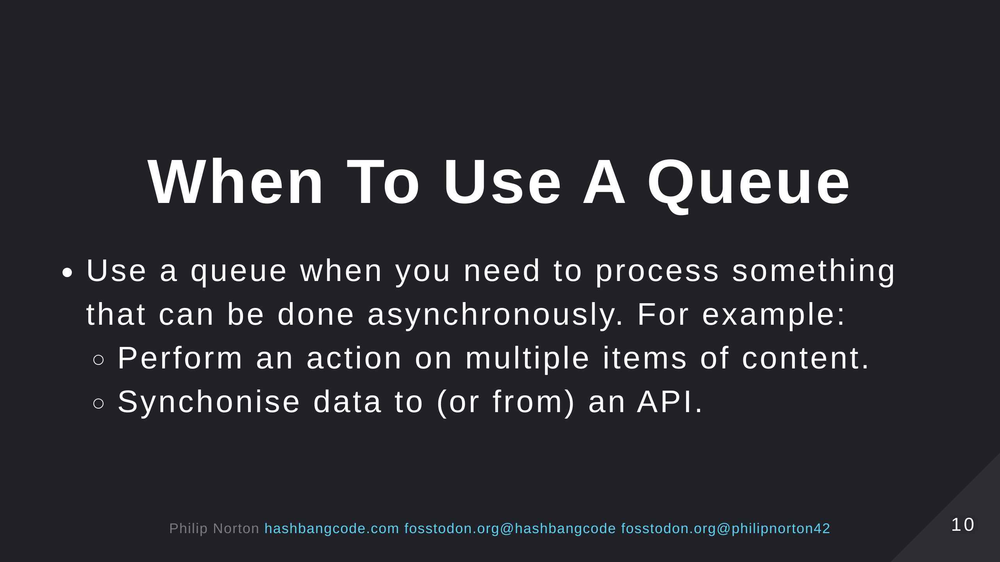 When To Use A Queue
Use a queue when you need to process something
that can be done asynchronously. For example:
Perform an action on multiple items of content.
Synchonise data to (or from) an API.
Philip Norton hashbangcode.com fosstodon.org@hashbangcode fosstodon.org@philipnorton42
10